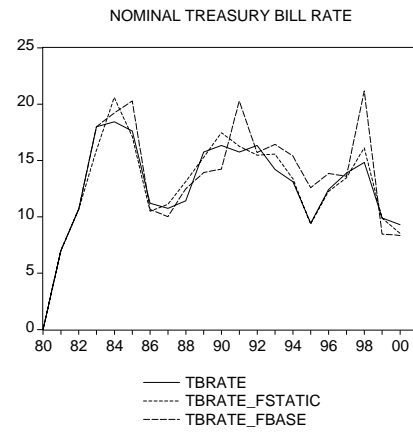 NOMINAL TREASURY BILL RATE
25
20
15
10
5
0
80 82 84 86 88 90 92 94 96 98 00
TBRATE
TBRATE_FSTATIC
TBRATE_FBASE